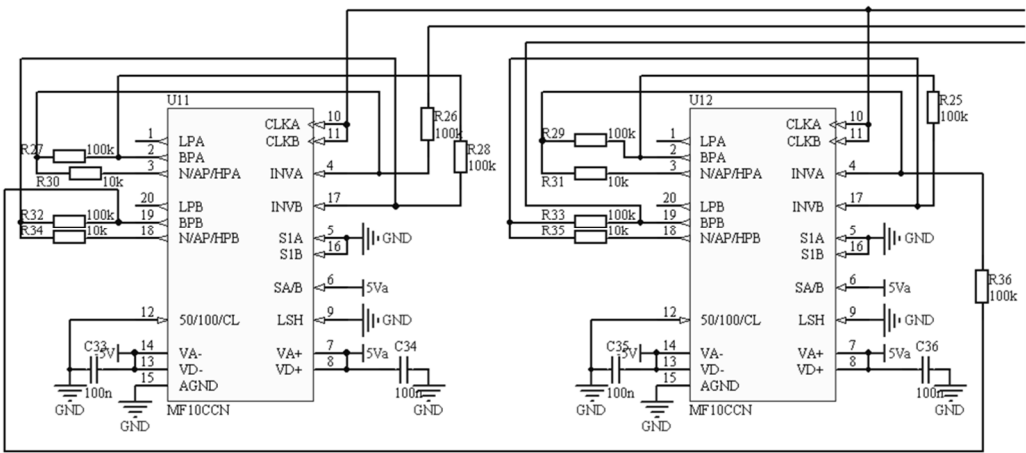 U11
U12
R25
100k
R26
100k
10
CLKA
11
CLKB
1
LPA
R27
100k
2
BPA
R28
100k
R30
10k
3
N/AP/HPA
INVA
4
20
LPB
INVB
17
R32
100k
19
BPB
R34
10k
18
N/AP/HPB
S1A
5
GND
S1B
16
SA/B
6
5Va
12
50/100/CL
LSH
9
GND
C33
-5V
14
VA-
VA+
7
5Va
C34
13
VD-
VD+
8
100n
15
AGND
100n
GND
GND
GND
MF10CCN
10
CLKA
11
CLKB
1
LPA
R29
100k
2
BPA
R31
10k
3
N/AP/HPA
INVA
4
20
LPB
INVB
17
R33
100k
19
BPB
R35
10k
18
N/AP/HPB
S1A
5
GND
S1B
16
SA/B
6
5Va
R36
100k
12
50/100/CL
LSH
9
GND
C35
5V
14
VA-
VA+
7
5Va
C36
13
VD-
VD+
8
100n
15
AGND
100n
GND
GND
GND
MF10CCN